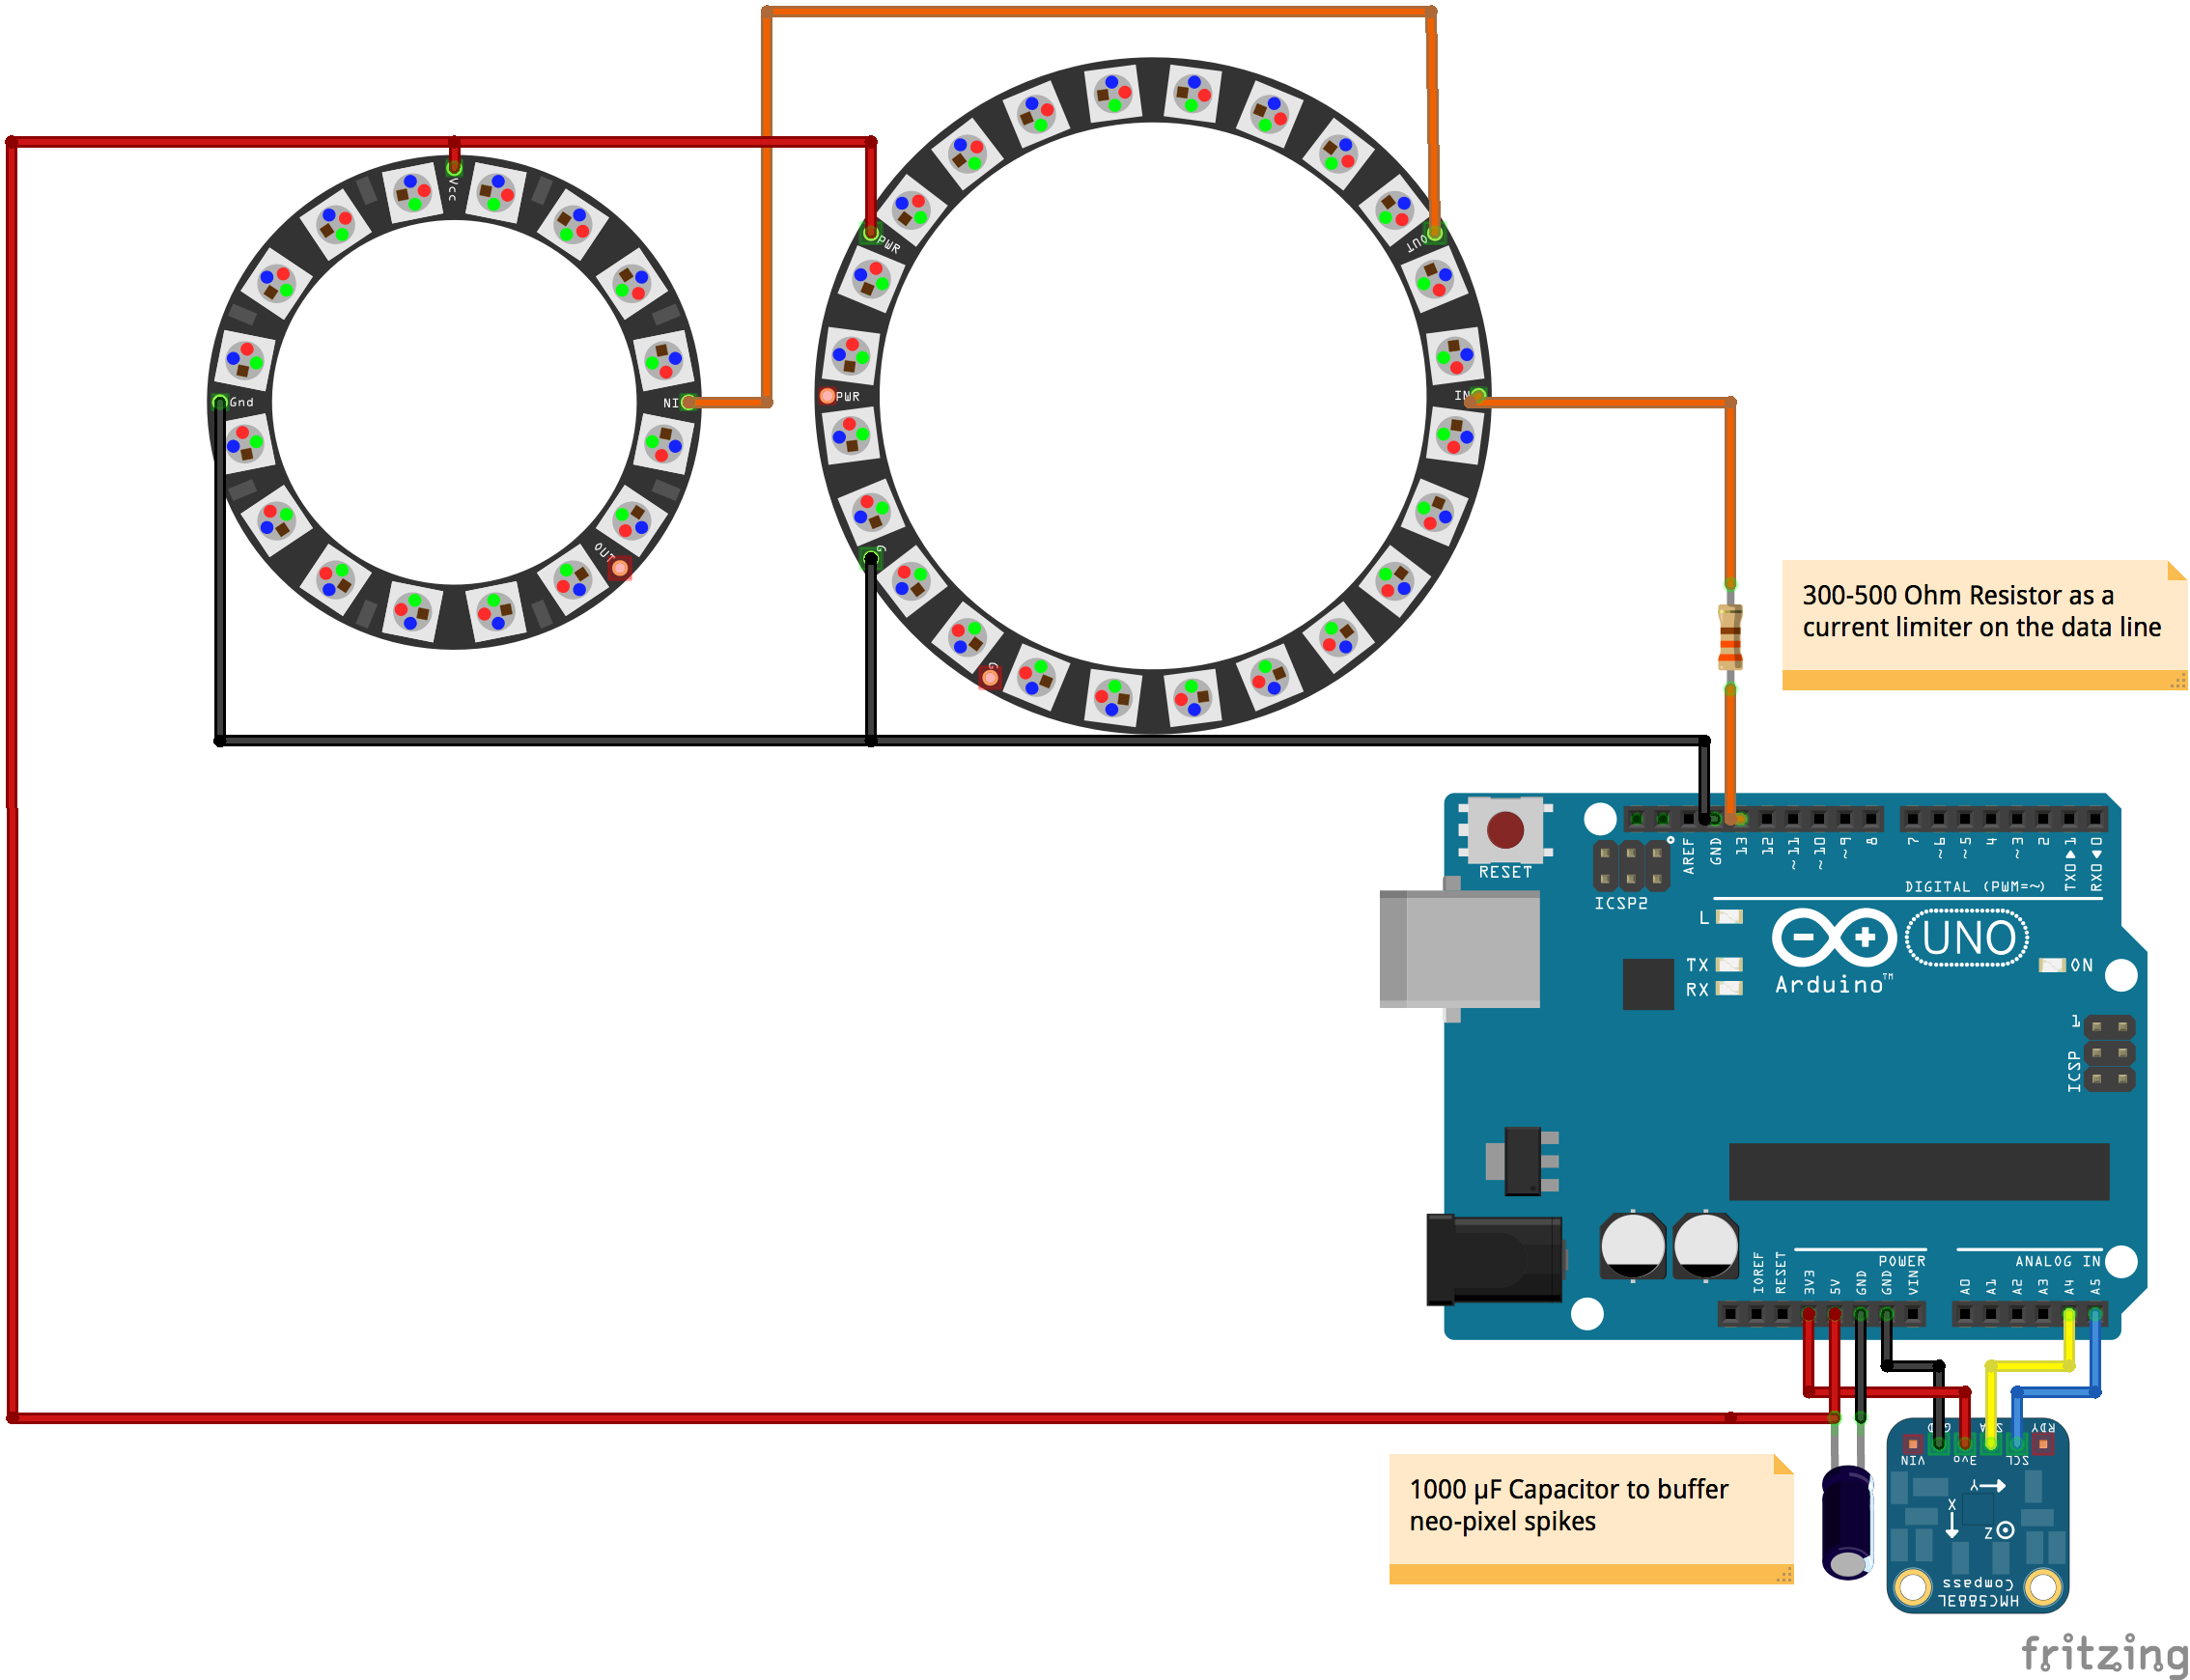 Vcc
Gnd
IN
OUT
PWR
PWR
OUT
IN
G
G
300-500 Ohm Resistor as a
current limiter on the data line
RESET
ICSP2
AREF
GND
13
12
~11
~10
~9
8
7
~6
~5
4
~3
2
TX0▶1
RX0◀0
DIGITAL (PWM=~)
L
TX
RX
UNO
Arduino™
ON
1
ICSP
IOREF
RESET
3V3
5V
GND
GND
VIN
POWER
A0
A1
A2
A3
A4
A5
ANALOG IN
1000 µF Capacitor to buffer
neo-pixel spikes
RDY
VIN
3vo
SCL
Y
X
Z
Compass
HMC5883L
fritzing